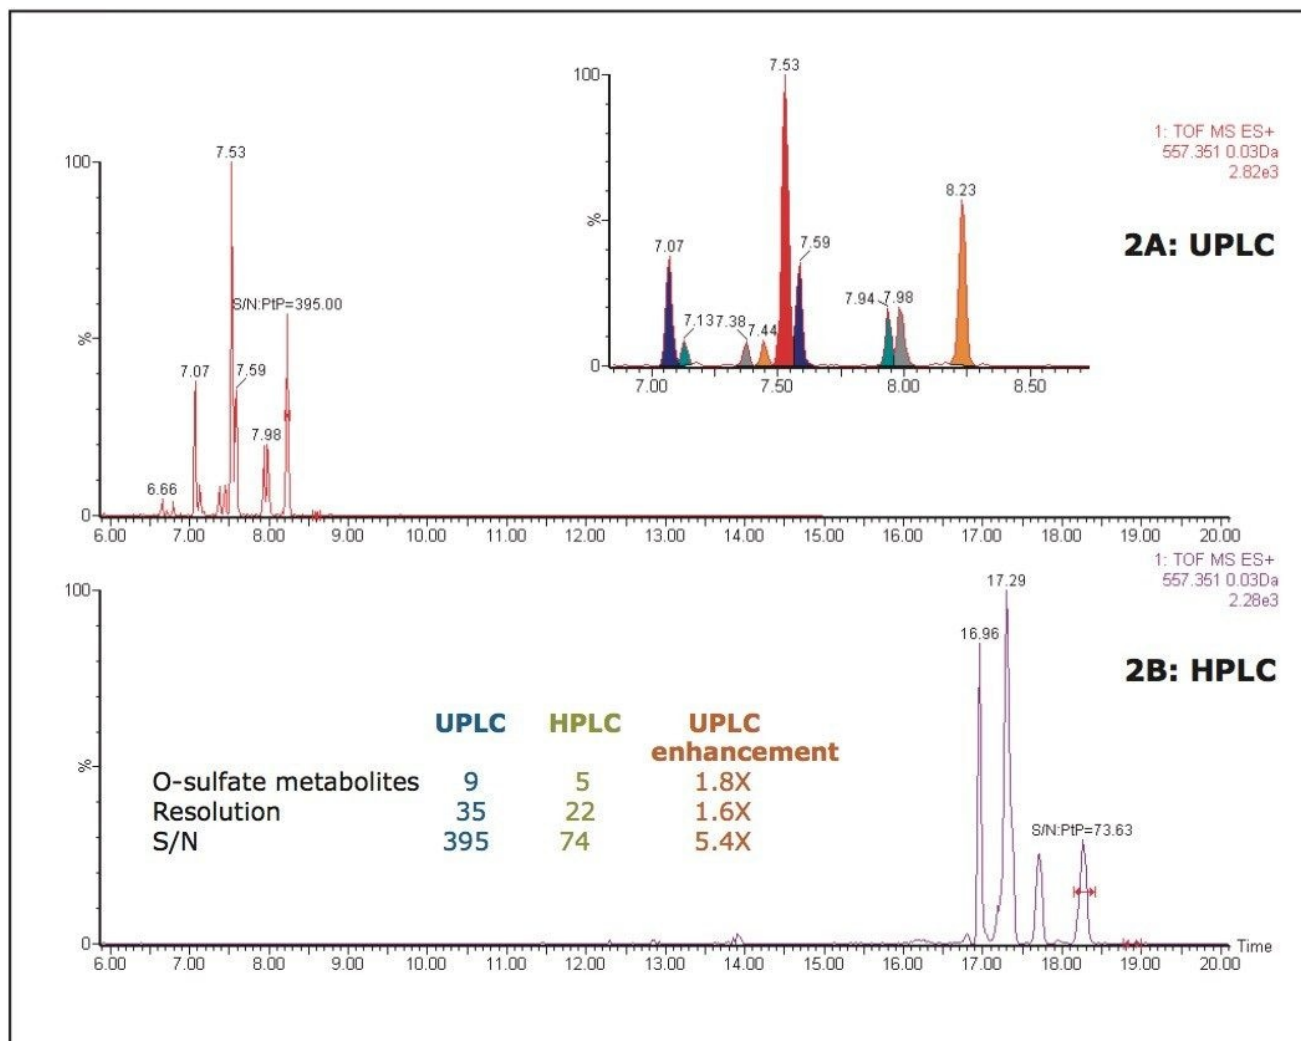 7.53
100
7.07
7.13
7.38
7.44
7.59
7.94
7.98
8.23
%
0
7.00 7.50 8.00 8.50
1: TOF MS ES+
557.351 0.03Da
2.82e3
2A: UPLC
100
7.53
S/N:PtP=395.00
%
7.07
7.59
7.98
6.66
0
6.00 7.00 8.00 9.00 10.00 11.00 12.00 13.00 14.00 15.00 16.00 17.00 18.00 19.00 20.00
1: TOF MS ES+
557.351 0.03Da
2.28e3
2B: HPLC
100
17.29
16.96
UPLC HPLC UPLC
enhancement
O-sulfate metabolites 9 5 1.8X
Resolution 35 22 1.6X
S/N 395 74 5.4X
%
S/N:PtP=73.63
0
Time
6.00 7.00 8.00 9.00 10.00 11.00 12.00 13.00 14.00 15.00 16.00 17.00 18.00 19.00 20.00